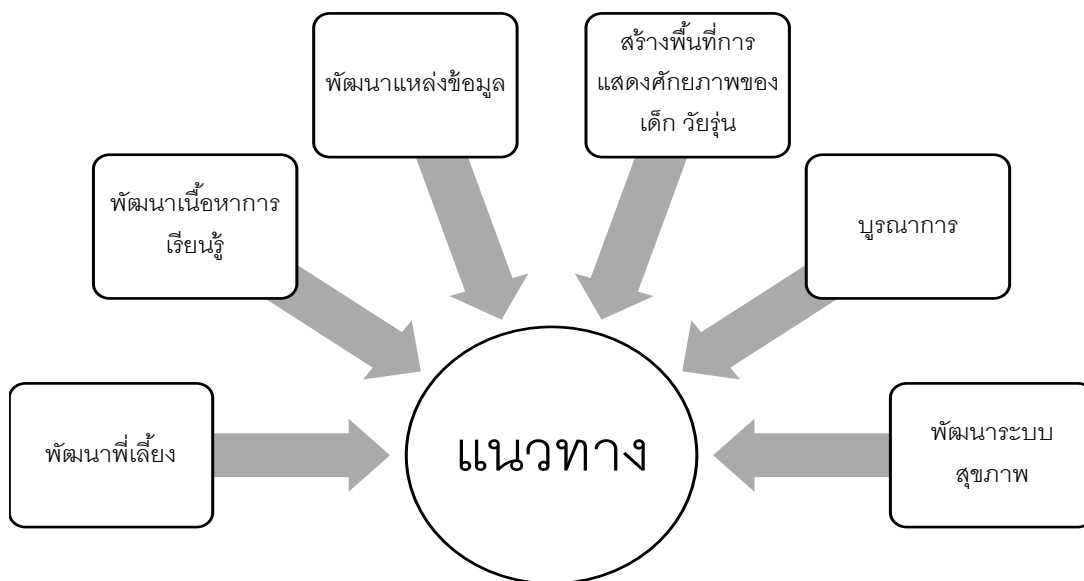 พัฒนาพี่เลี้ยง
พัฒนาเนื้อหาการ
เรียนรู้
พัฒนาแหล่งข้อมูล
สร้างพื้นที่การ
แสดงศักยภาพของ
เด็ก วัยรุ่น
บูรณาการ
พัฒนาระบบ
สุขภาพ
แนวทาง